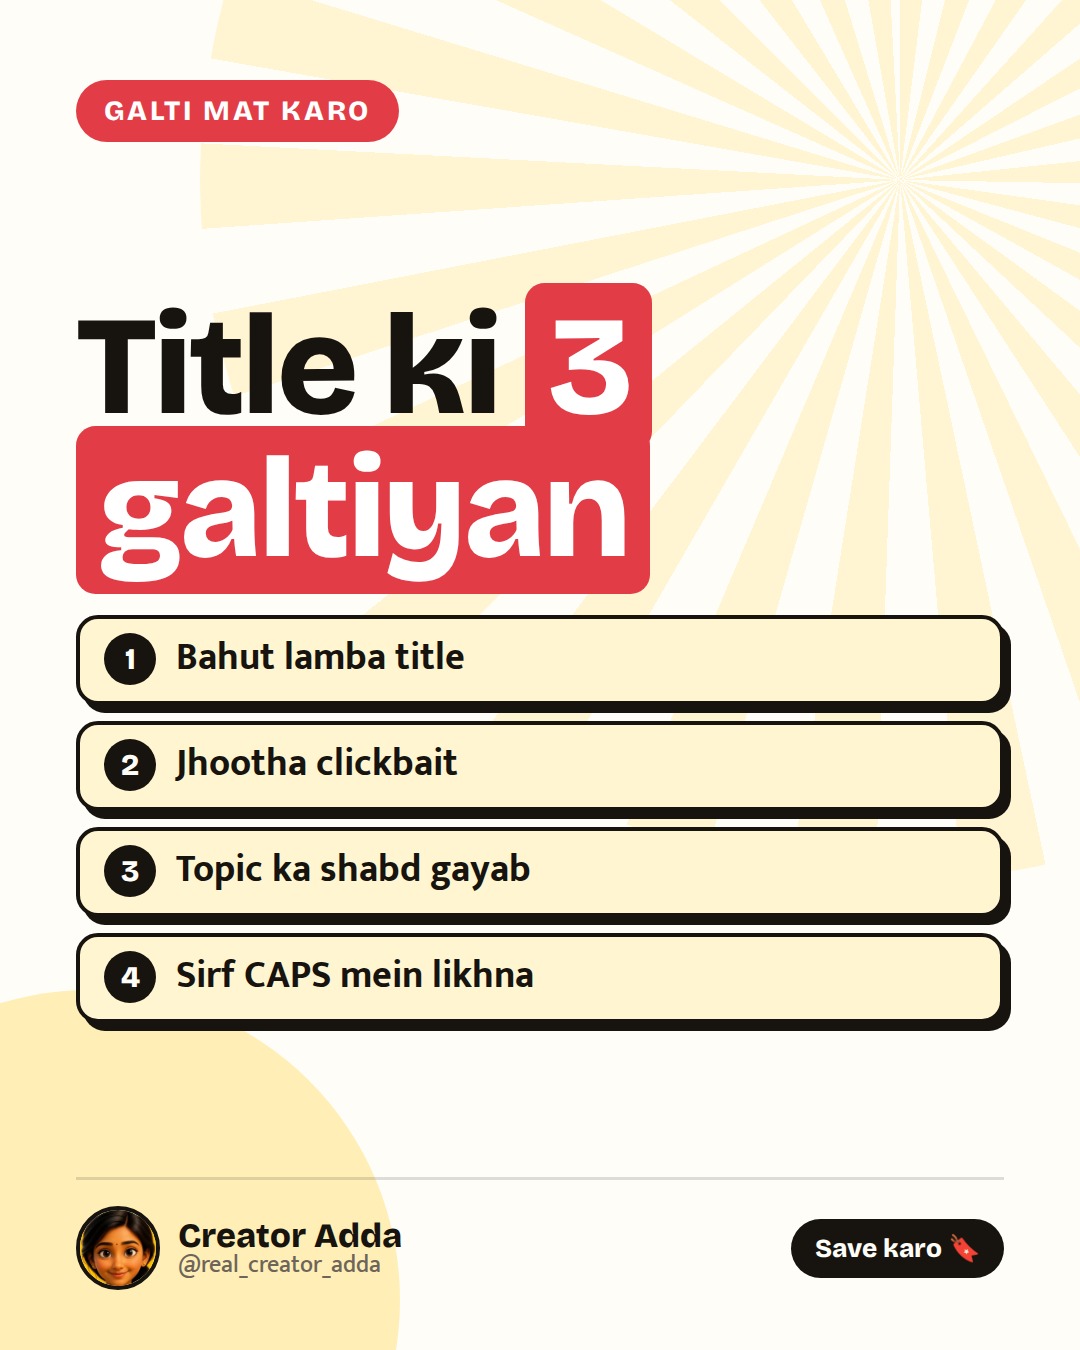 GALTI MAT KARO
Title ki 3
galtiyan
1 Bahut lamba title
2 Jhootha clickbait
3 Topic ka shabd gayab
4 Sirf CAPS mein likhna
Creator Adda
@real_creator_adda
Save karo 🔖